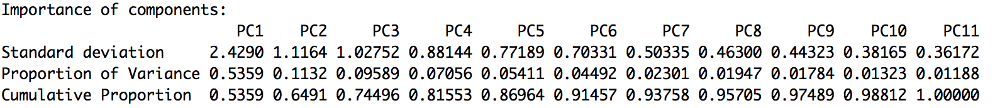 Importance of components:
                          PC1    PC2     PC3     PC4     PC5     PC6     PC7     PC8     PC9    PC10    PC11
Standard deviation     2.4290 1.1164 1.02752 0.88144 0.77189 0.70331 0.50335 0.46300 0.44323 0.38165 0.36172
Proportion of Variance 0.5359 0.1132 0.09589 0.07056 0.05411 0.04492 0.02301 0.01947 0.01784 0.01323 0.01188
Cumulative Proportion  0.5359 0.6491 0.74496 0.81553 0.86964 0.91457 0.93758 0.95705 0.97489 0.98812 1.00000